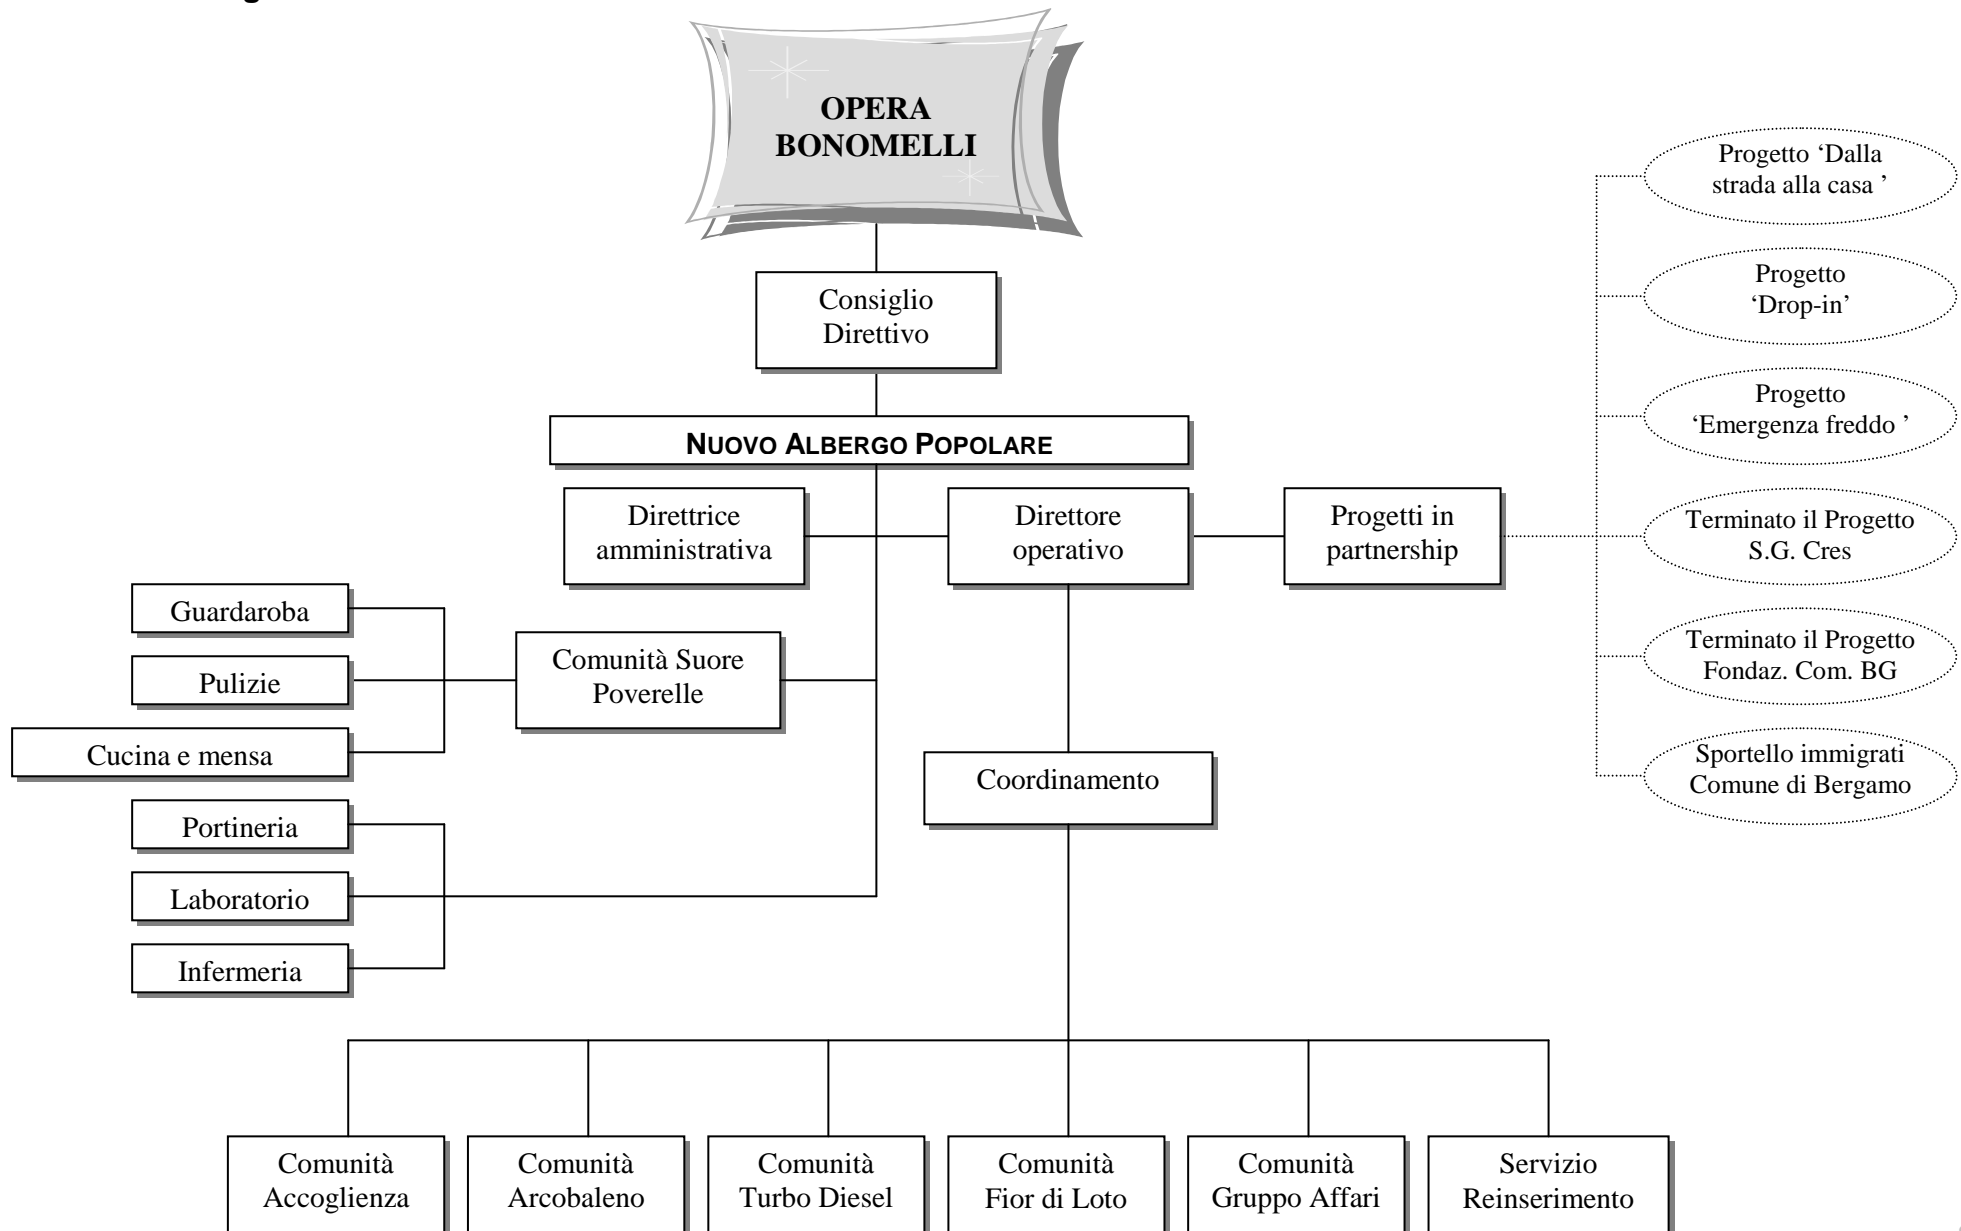 OPERA
BONOMELLI
Consiglio
Direttivo
NUOVO ALBERGO POPOLARE
Direttrice
amministrativa
Direttore
operativo
Progetti in
partnership
Progetto ‘Dalla
strada alla casa ’
Progetto
‘Drop-in’
Progetto
‘Emergenza freddo ’
Terminato il Progetto
S.G. Cres
Terminato il Progetto
Fondaz. Com. BG
Sportello immigrati
Comune di Bergamo
Guardaroba
Pulizie
Cucina e mensa
Comunità Suore
Poverelle
Portineria
Laboratorio
Infermeria
Coordinamento
Comunità
Accoglienza
Comunità
Arcobaleno
Comunità
Turbo Diesel
Comunità
Fior di Loto
Comunità
Gruppo Affari
Servizio
Reinserimento